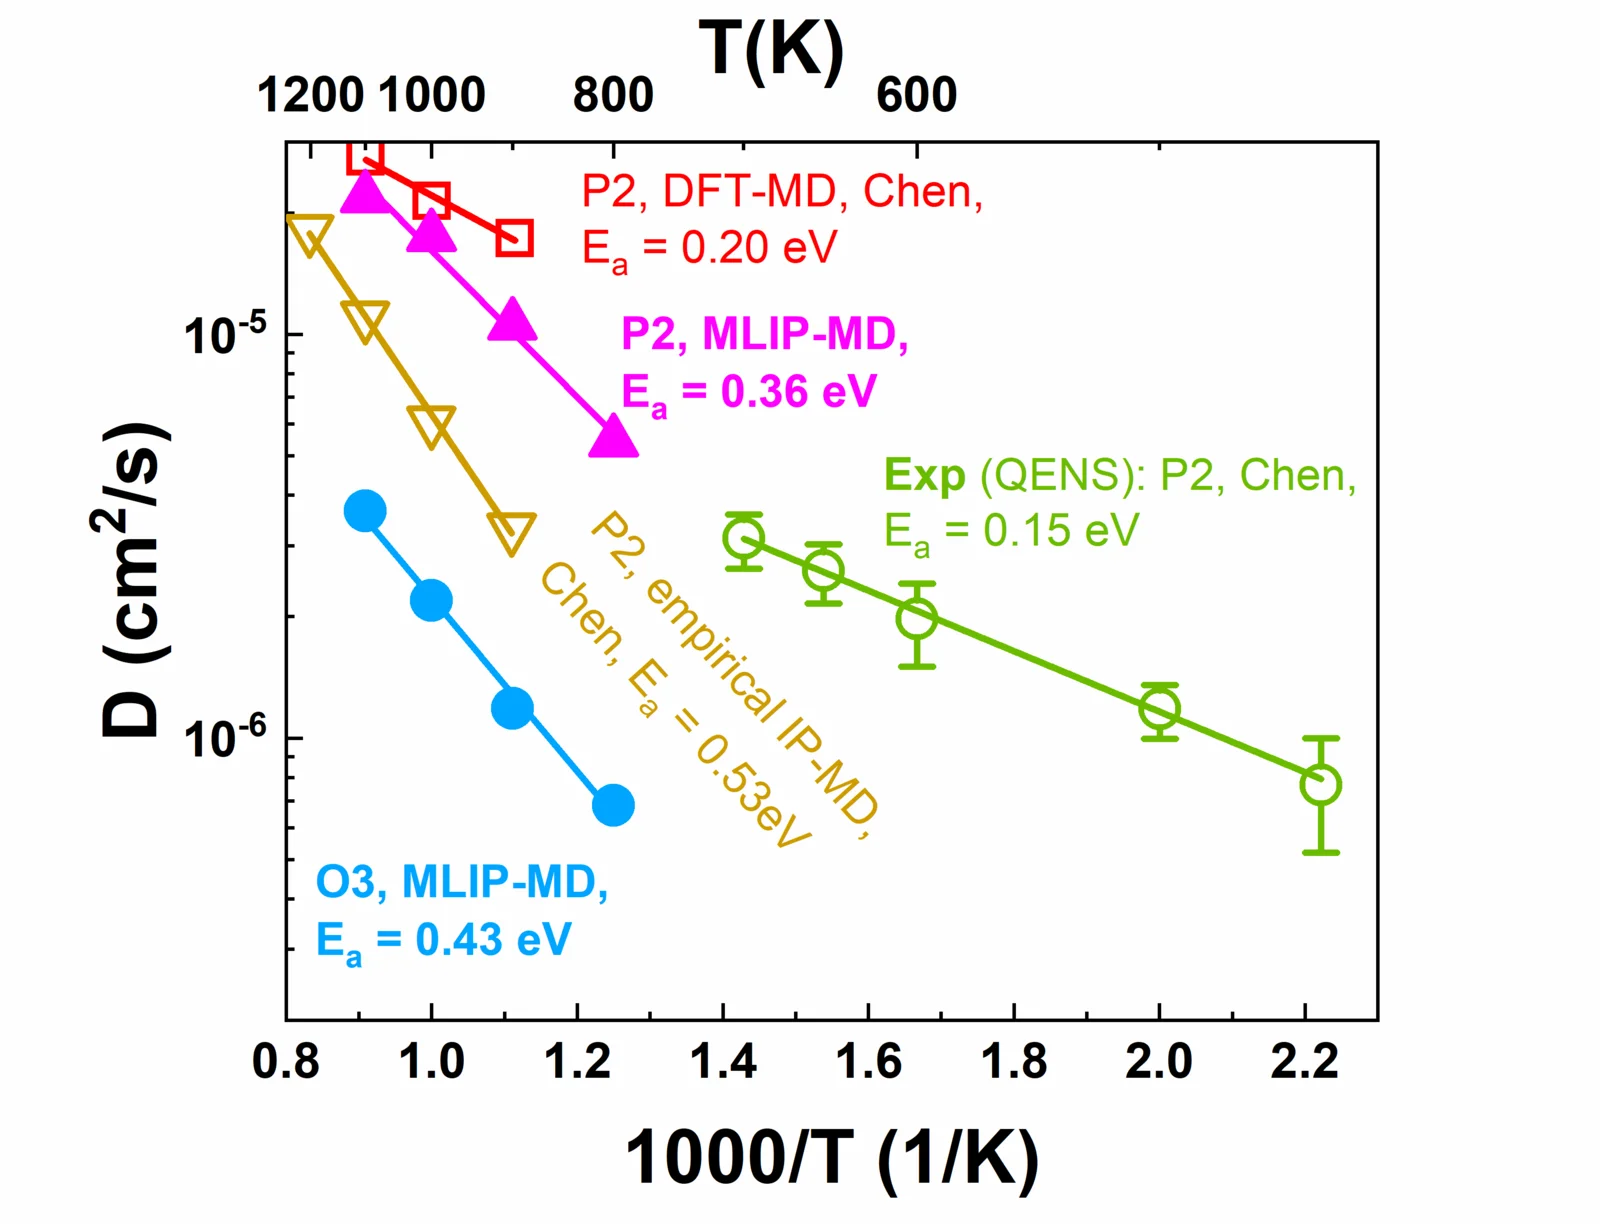 T(K)
1200 1000 800 600
P2, DFT-MD, Chen,
Eₐ = 0.20 eV
P2, MLIP-MD,
Eₐ = 0.36 eV
Exp (QENS): P2, Chen,
Eₐ = 0.15 eV
P2, empirical IP-MD,
Chen, Eₐ = 0.53eV
O3, MLIP-MD,
Eₐ = 0.43 eV
10⁻⁵
10⁻⁶
D (cm²/s)
0.8 1.0 1.2 1.4 1.6 1.8 2.0 2.2
1000/T (1/K)